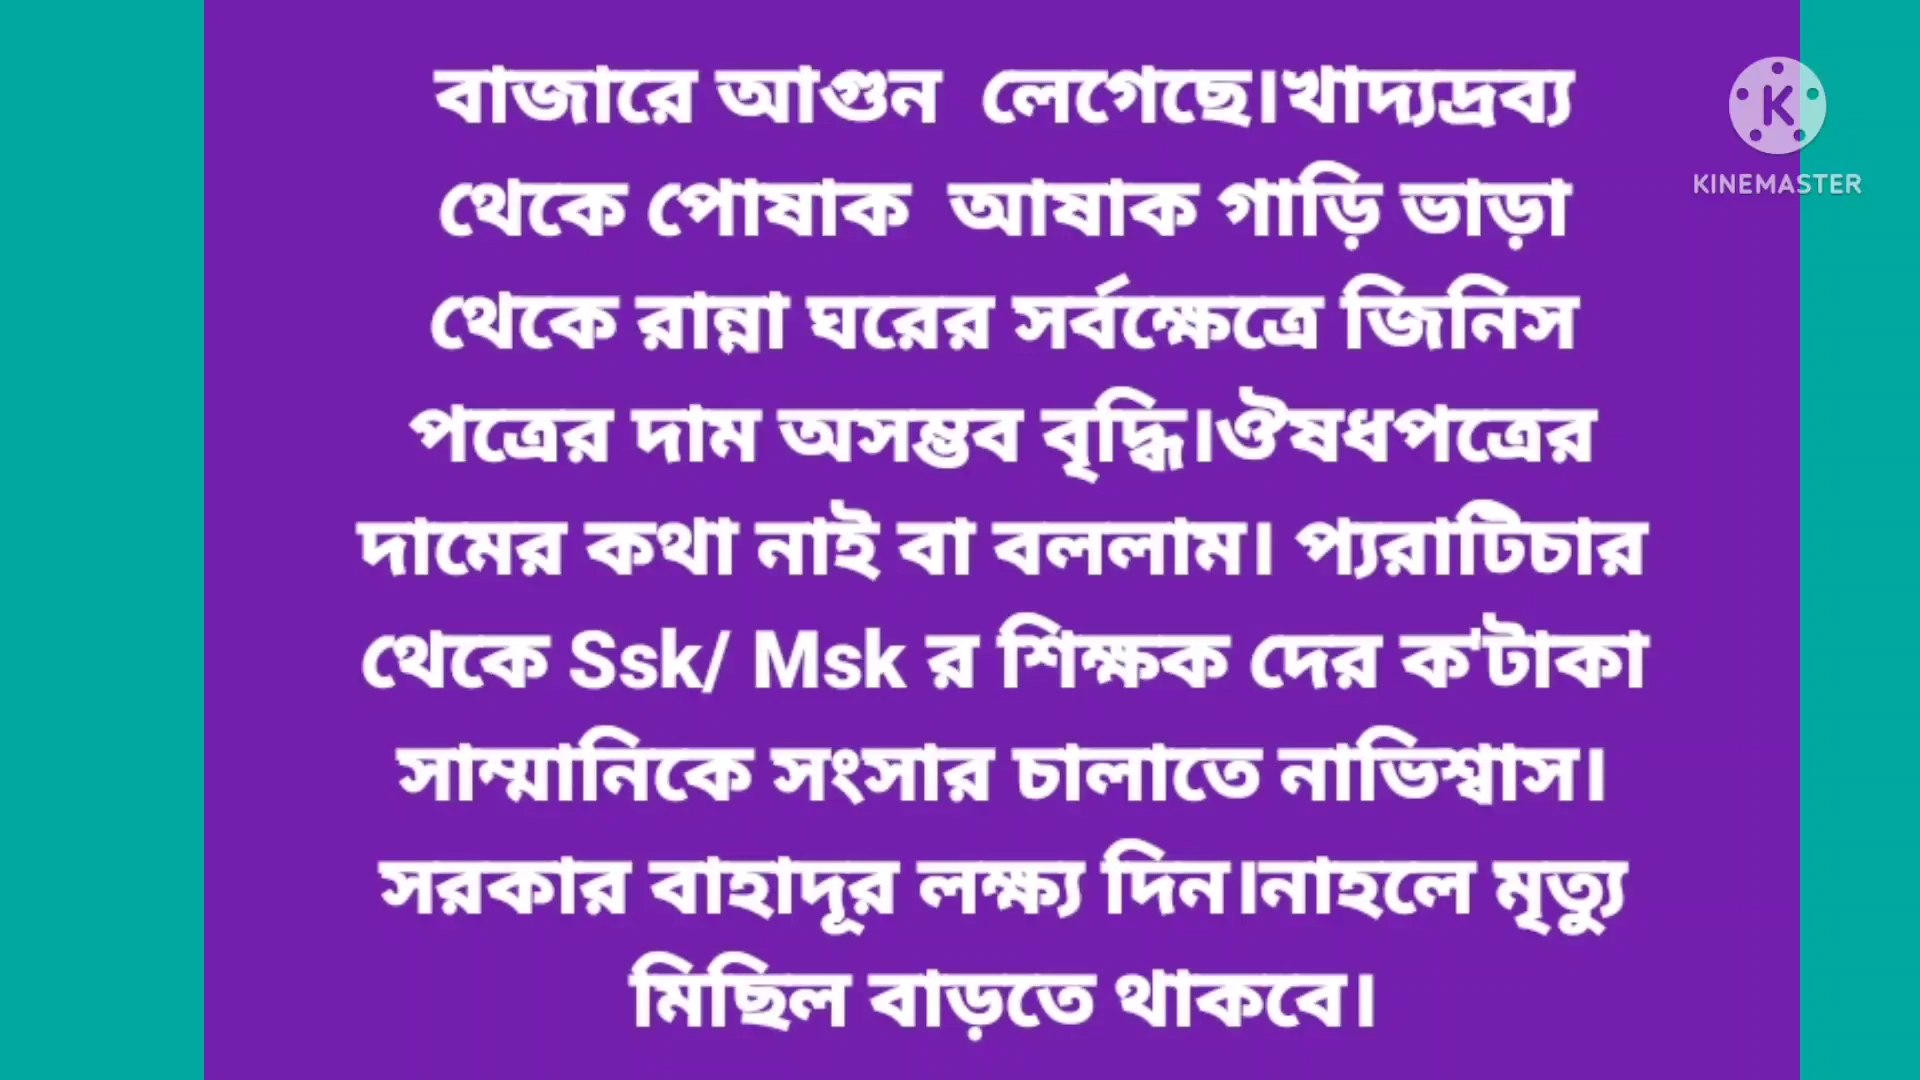 বাজারে আগুন লেগেছে।খাদ্যদ্রব্য
থেকে পোষাক আষাক গাড়ি ভাড়া
থেকে রান্না ঘরের সর্বক্ষেত্রে জিনিস
পত্রের দাম অসম্ভব বৃদ্ধি।ঔষধপত্রের
দামের কথা নাই বা বললাম। প্যরাটিচার
থেকে Ssk/ Msk র শিক্ষক দের ক'টাকা
সাম্মানিকে সংসার চালাতে নাভিশ্বাস।
সরকার বাহাদূর লক্ষ্য দিন।নাহলে মৃত্যু
মিছিল বাড়তে থাকবে।
K
KINEMASTER